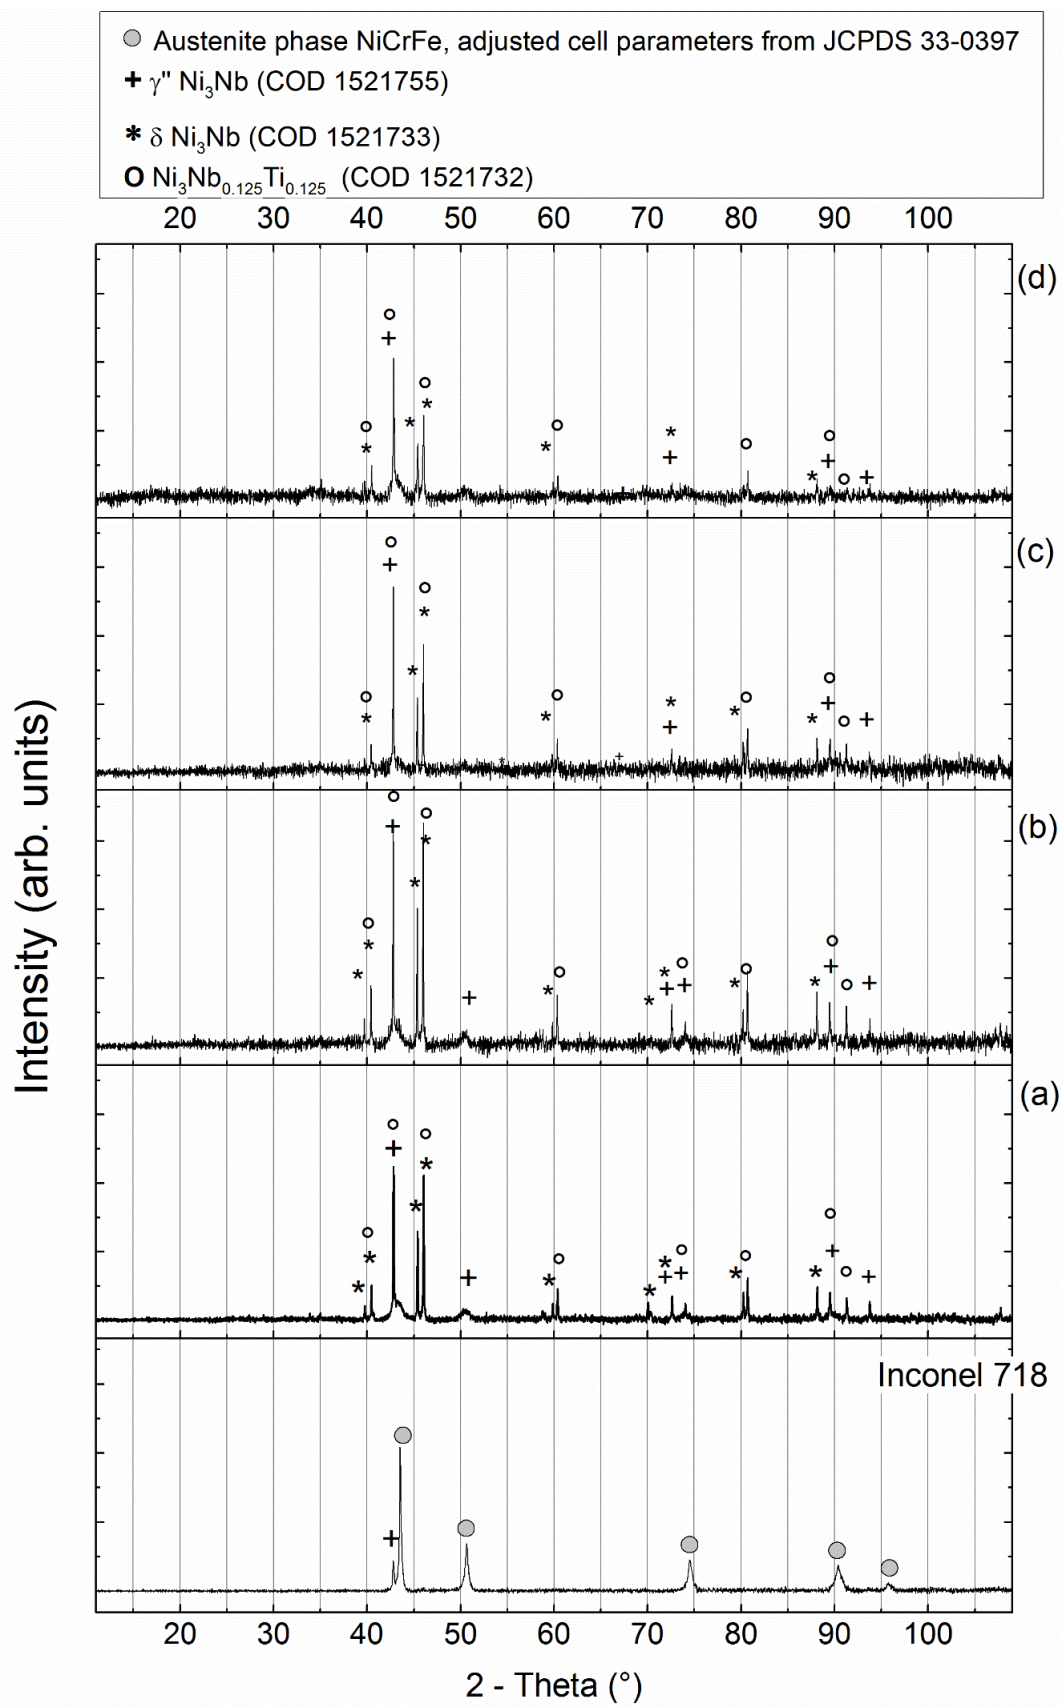 Austenite phase NiCrFe, adjusted cell parameters from JCPDS 33-0397
+ γ" Ni₃Nb (COD 1521755)
* δ Ni₃Nb (COD 1521733)
o Ni₃Nb₀.₁₂₅Ti₀.₁₂₅ (COD 1521732)
20 30 40 50 60 70 80 90 100
(d)
(c)
(b)
(a)
Inconel 718
Intensity (arb. units)
20 30 40 50 60 70 80 90 100
2 - Theta (°)